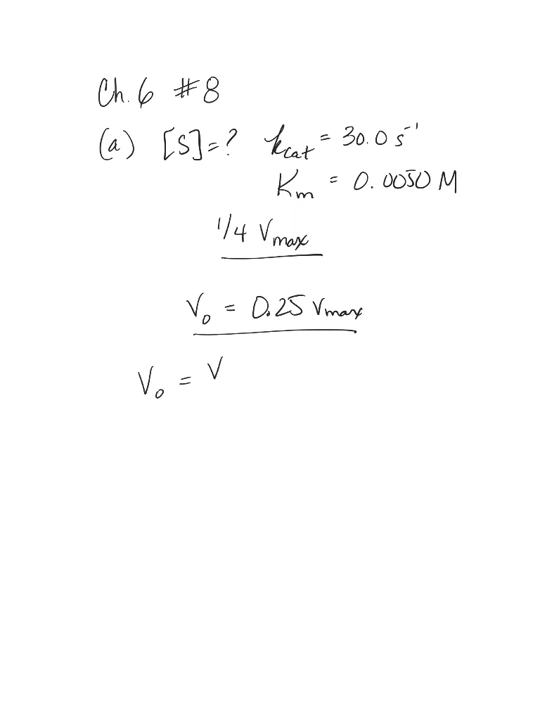 Ch. 6 #8
(a) [S]=? kcat = 30.0 s⁻¹
Km = 0.0050 M
1/4 Vmax
V₀ = 0.25 Vmax
V₀ = V